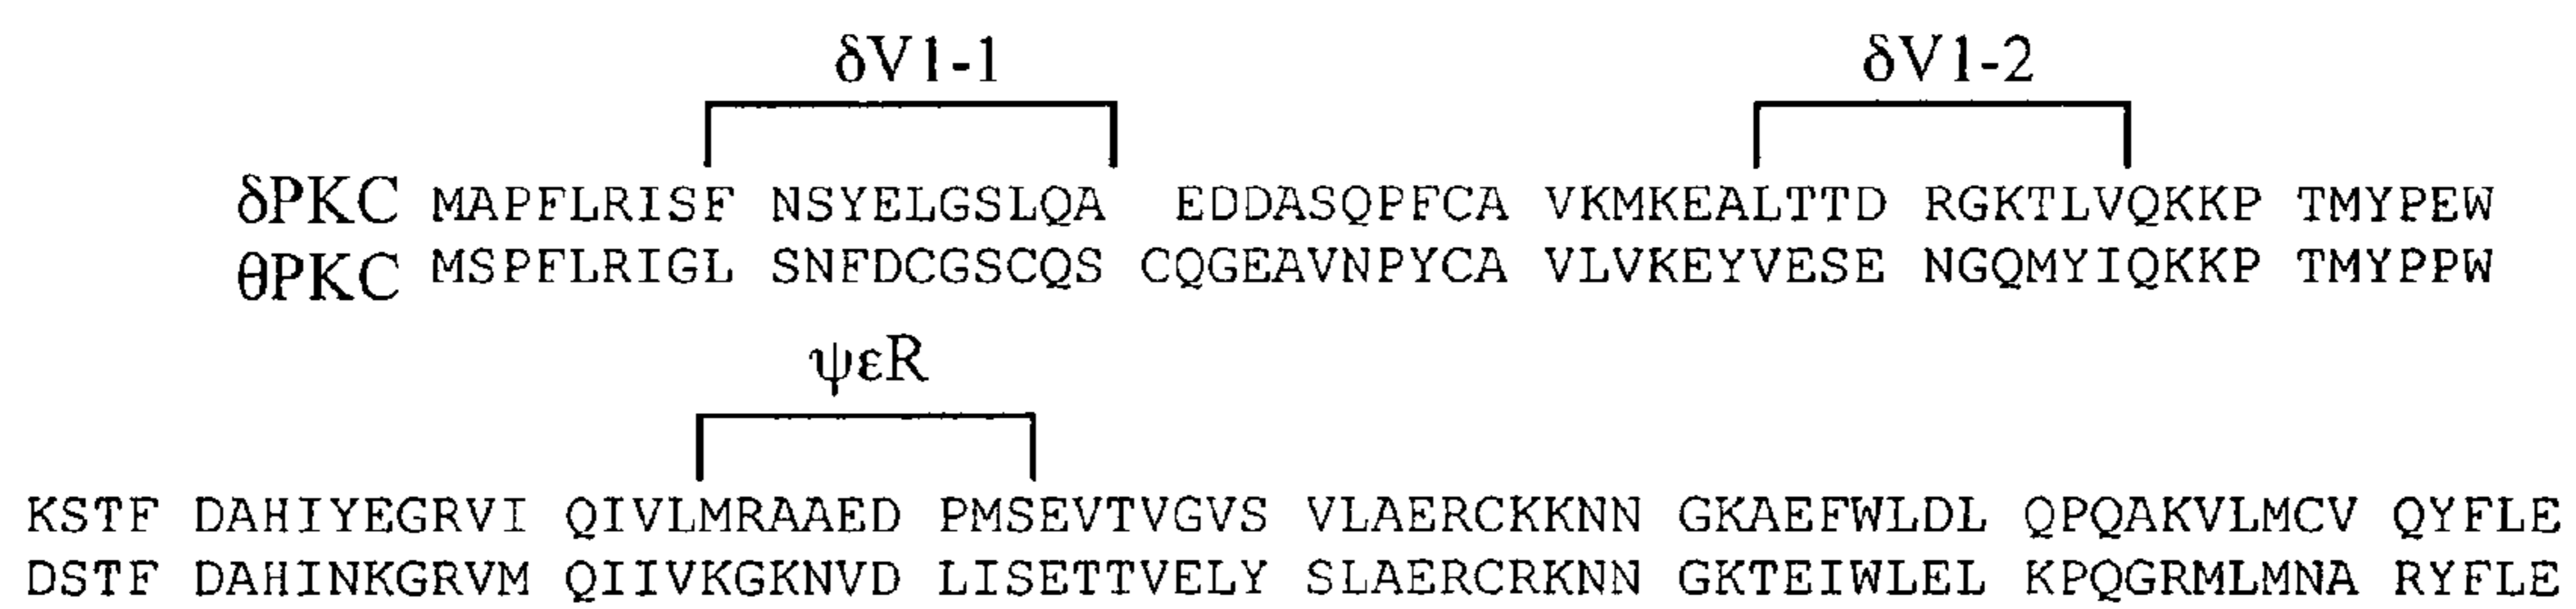 δV1-1 δV1-2
δPKC MAPFLRISF NSYELGSLQA EDDASQPFCA VKMKEALTTD RGKTLVQKKP TMYPEW
θPKC MSPFLRIGL SNFDCGSCQS CQGEAVNPYCA VLVKEYVESE NGQMYIQKKP TMYPPW
ψεR
KSTF DAHIYEGRVI QIVLMRAAED PMSEVTVGVS VLAERCKKNN GKAEFWLDL QPQAKVLMCV QYFLE
DSTF DAHINKGRVM QIIVKGKNVD LISETTVELY SLAERCRKNN GKTEIWLEL KPQGRMLMNA RYFLE